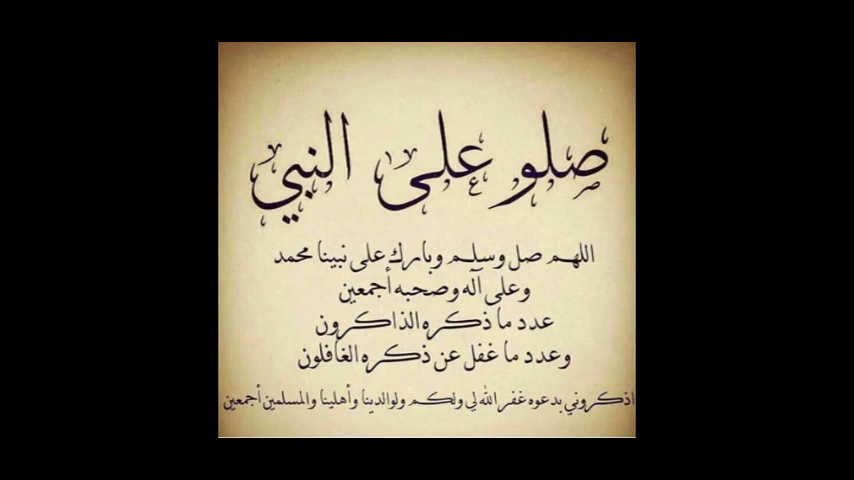 صلو على النبي
اللهم صل وسلم وبارك على نبينا محمد
وعلى آله وصحبه أجمعين
عدد ما ذكره الذاكرون
وعدد ما غفل عن ذكره الغافلون
اذكروني بدعوه غفر الله لي ولكم ولوالدينا وأهلينا والمسلمين أجمعين